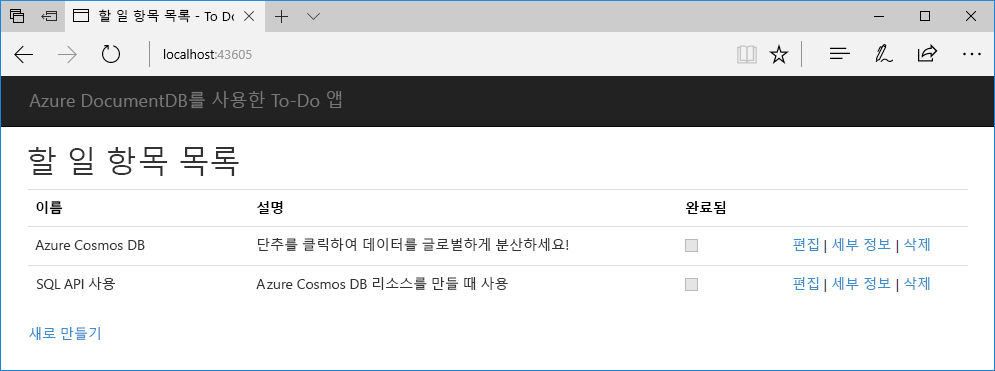 할 일 항목 목록 - To Do
localhost:43605
Azure DocumentDB를 사용한 To-Do 앱
할 일 항목 목록
이름 설명 완료됨
Azure Cosmos DB 단추를 클릭하여 데이터를 글로벌하게 분산하세요! 편집 | 세부 정보 | 삭제
SQL API 사용 Azure Cosmos DB 리소스를 만들 때 사용 편집 | 세부 정보 | 삭제
새로 만들기